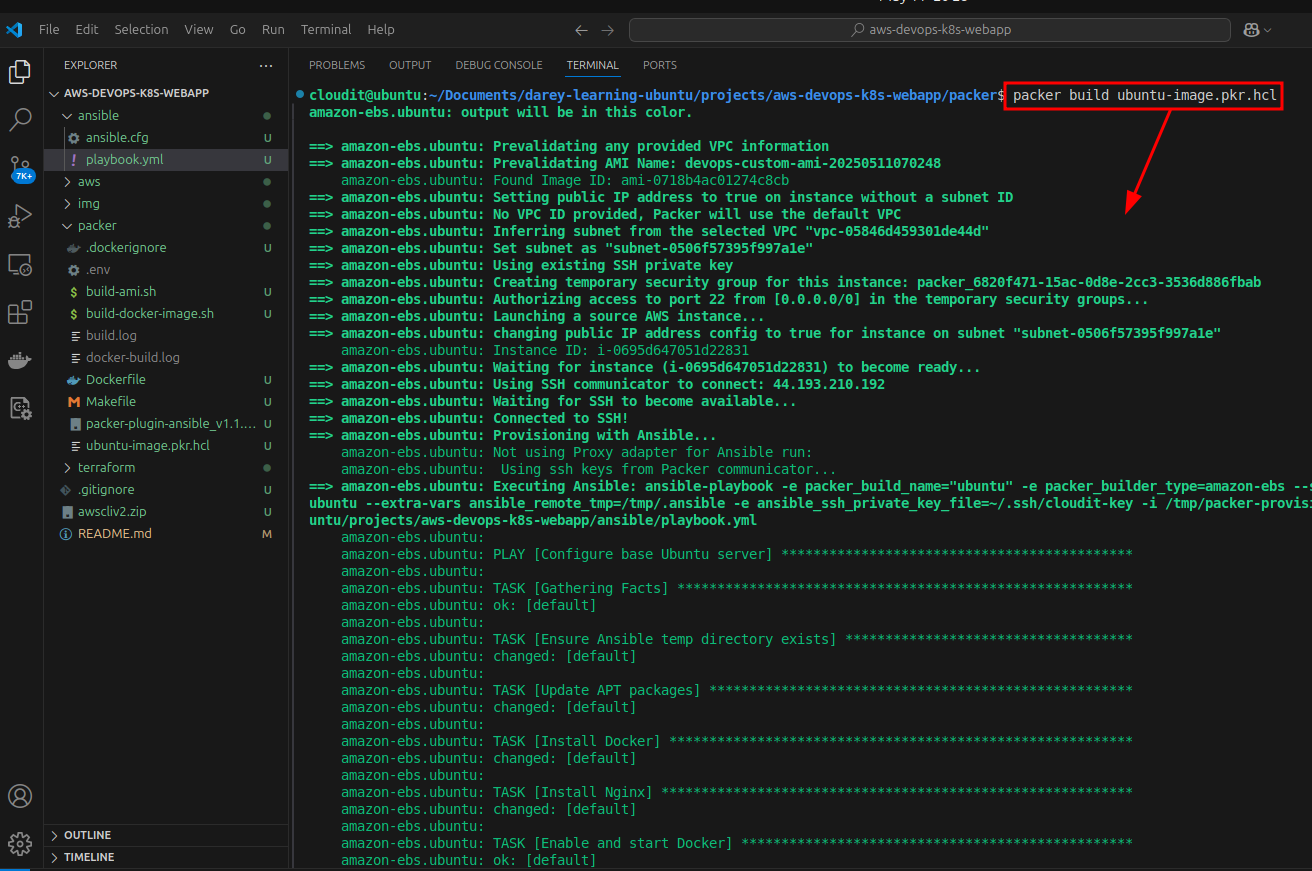 File Edit Selection View Go Run Terminal Help
aws-devops-k8s-webapp
EXPLORER
AWS-DEVOPS-K8S-WEBAPP
ansible
ansible.cfg U
! playbook.yml U
aws
img
7K+
packer
.dockerignore U
.env
$ build-ami.sh U
$ build-docker-image.sh U
build.log
docker-build.log
Dockerfile U
Makefile U
packer-plugin-ansible_v1.1.... U
ubuntu-image.pkr.hcl U
terraform
.gitignore U
awscliv2.zip U
README.md M
OUTLINE
TIMELINE
PROBLEMS OUTPUT DEBUG CONSOLE TERMINAL PORTS
cloudit@ubuntu:~/Documents/darey-learning-ubuntu/projects/aws-devops-k8s-webapp/packer$ packer build ubuntu-image.pkr.hcl
amazon-ebs.ubuntu: output will be in this color.
==> amazon-ebs.ubuntu: Prevalidating any provided VPC information
==> amazon-ebs.ubuntu: Prevalidating AMI Name: devops-custom-ami-20250511070248
amazon-ebs.ubuntu: Found Image ID: ami-0718b4ac01274c8cb
==> amazon-ebs.ubuntu: Setting public IP address to true on instance without a subnet ID
==> amazon-ebs.ubuntu: No VPC ID provided, Packer will use the default VPC
==> amazon-ebs.ubuntu: Inferring subnet from the selected VPC "vpc-05846d459301de44d"
==> amazon-ebs.ubuntu: Set subnet as "subnet-0506f57395f997a1e"
==> amazon-ebs.ubuntu: Using existing SSH private key
==> amazon-ebs.ubuntu: Creating temporary security group for this instance: packer_6820f471-15ac-0d8e-2cc3-3536d886fbab
==> amazon-ebs.ubuntu: Authorizing access to port 22 from [0.0.0.0/0] in the temporary security groups...
==> amazon-ebs.ubuntu: Launching a source AWS instance...
==> amazon-ebs.ubuntu: changing public IP address config to true for instance on subnet "subnet-0506f57395f997a1e"
amazon-ebs.ubuntu: Instance ID: i-0695d647051d22831
==> amazon-ebs.ubuntu: Waiting for instance (i-0695d647051d22831) to become ready...
==> amazon-ebs.ubuntu: Using SSH communicator to connect: 44.193.210.192
==> amazon-ebs.ubuntu: Waiting for SSH to become available...
==> amazon-ebs.ubuntu: Connected to SSH!
==> amazon-ebs.ubuntu: Provisioning with Ansible...
amazon-ebs.ubuntu: Not using Proxy adapter for Ansible run:
amazon-ebs.ubuntu:  Using ssh keys from Packer communicator...
==> amazon-ebs.ubuntu: Executing Ansible: ansible-playbook -e packer_build_name="ubuntu" -e packer_builder_type=amazon-ebs --s
ubuntu --extra-vars ansible_remote_tmp=/tmp/.ansible -e ansible_ssh_private_key_file=~/.ssh/cloudit-key -i /tmp/packer-provisi
untu/projects/aws-devops-k8s-webapp/ansible/playbook.yml
amazon-ebs.ubuntu:
amazon-ebs.ubuntu: PLAY [Configure base Ubuntu server] ********************************************
amazon-ebs.ubuntu:
amazon-ebs.ubuntu: TASK [Gathering Facts] *********************************************************
amazon-ebs.ubuntu: ok: [default]
amazon-ebs.ubuntu:
amazon-ebs.ubuntu: TASK [Ensure Ansible temp directory exists] ************************************
amazon-ebs.ubuntu: changed: [default]
amazon-ebs.ubuntu:
amazon-ebs.ubuntu: TASK [Update APT packages] *****************************************************
amazon-ebs.ubuntu: changed: [default]
amazon-ebs.ubuntu:
amazon-ebs.ubuntu: TASK [Install Docker] **********************************************************
amazon-ebs.ubuntu: changed: [default]
amazon-ebs.ubuntu:
amazon-ebs.ubuntu: TASK [Install Nginx] ***********************************************************
amazon-ebs.ubuntu: changed: [default]
amazon-ebs.ubuntu:
amazon-ebs.ubuntu: TASK [Enable and start Docker] *************************************************
amazon-ebs.ubuntu: ok: [default]